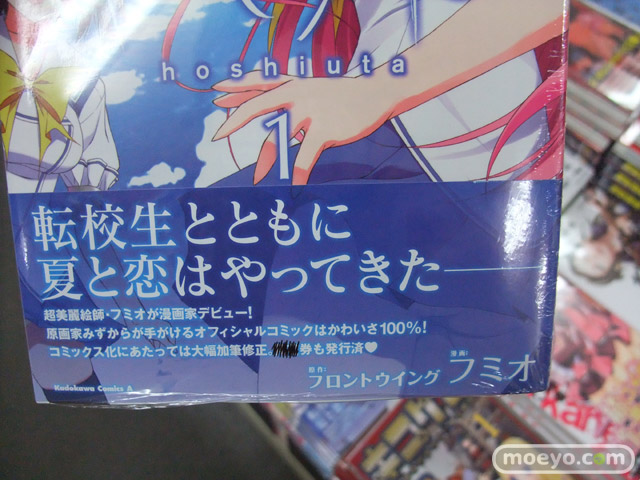 hoshiuta
1
転校生とともに
夏と恋はやってきた――
超美麗絵師・フミオが漫画家デビュー!
原画家みずからが手がけるオフィシャルコミックはかわいさ100%!
コミックス化にあたっては大幅加筆修正。券も発行済♥
原作:フロントウイング 漫画:フミオ
Kadokawa Comics A
moeyo.com